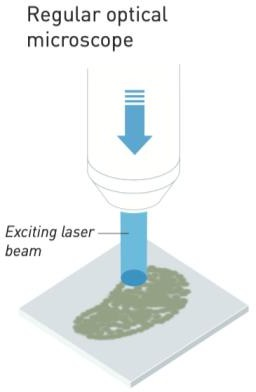 Regular optical
microscope
Exciting laser
beam